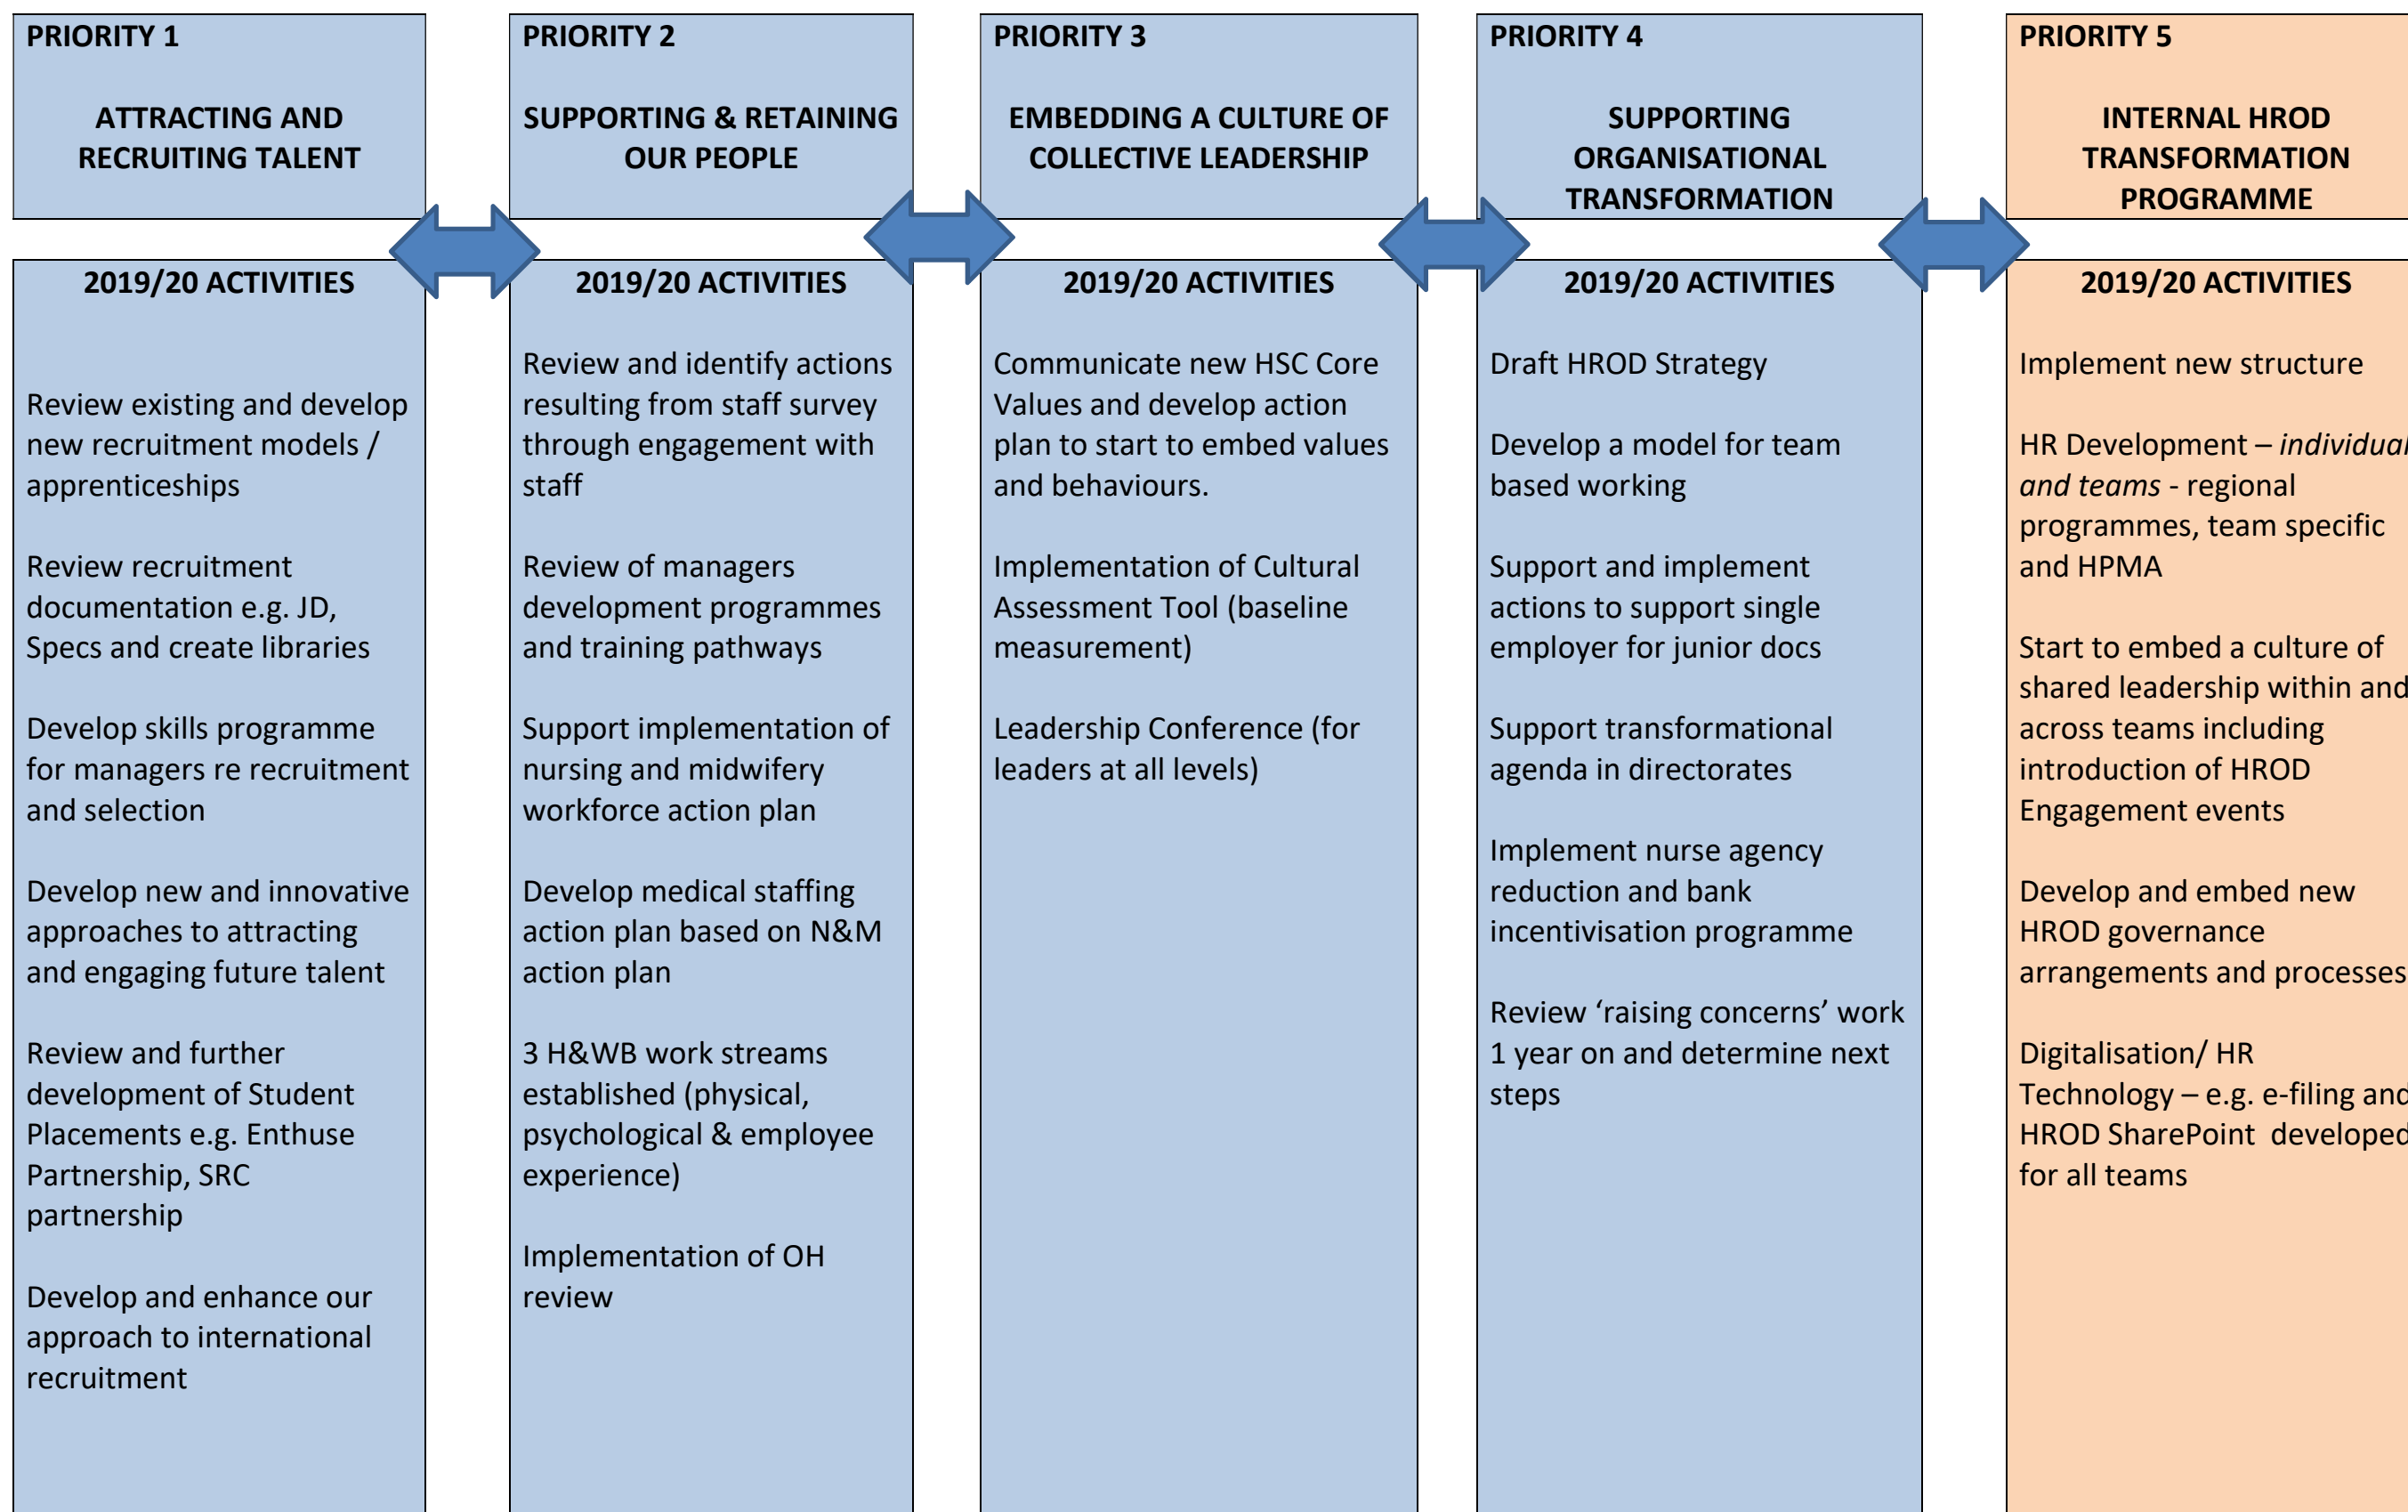 PRIORITY 1
ATTRACTING AND
RECRUITING TALENT
2019/20 ACTIVITIES
Review existing and develop
new recruitment models /
apprenticeships
Review recruitment
documentation e.g. JD,
Specs and create libraries
Develop skills programme
for managers re recruitment
and selection
Develop new and innovative
approaches to attracting
and engaging future talent
Review and further
development of Student
Placements e.g. Enthuse
Partnership, SRC
partnership
Develop and enhance our
approach to international
recruitment
PRIORITY 2
SUPPORTING & RETAINING
OUR PEOPLE
2019/20 ACTIVITIES
Review and identify actions
resulting from staff survey
through engagement with
staff
Review of managers
development programmes
and training pathways
Support implementation of
nursing and midwifery
workforce action plan
Develop medical staffing
action plan based on N&M
action plan
3 H&WB work streams
established (physical,
psychological & employee
experience)
Implementation of OH
review
PRIORITY 3
EMBEDDING A CULTURE OF
COLLECTIVE LEADERSHIP
2019/20 ACTIVITIES
Communicate new HSC Core
Values and develop action
plan to start to embed values
and behaviours.
Implementation of Cultural
Assessment Tool (baseline
measurement)
Leadership Conference (for
leaders at all levels)
PRIORITY 4
SUPPORTING
ORGANISATIONAL
TRANSFORMATION
2019/20 ACTIVITIES
Draft HROD Strategy
Develop a model for team
based working
Support and implement
actions to support single
employer for junior docs
Support transformational
agenda in directorates
Implement nurse agency
reduction and bank
incentivisation programme
Review ‘raising concerns’ work
1 year on and determine next
steps
PRIORITY 5
INTERNAL HROD
TRANSFORMATION
PROGRAMME
2019/20 ACTIVITIES
Implement new structure
HR Development – individual
and teams - regional
programmes, team specific
and HPMA
Start to embed a culture of
shared leadership within and
across teams including
introduction of HROD
Engagement events
Develop and embed new
HROD governance
arrangements and processes
Digitalisation/ HR
Technology – e.g. e-filing and
HROD SharePoint  developed
for all teams